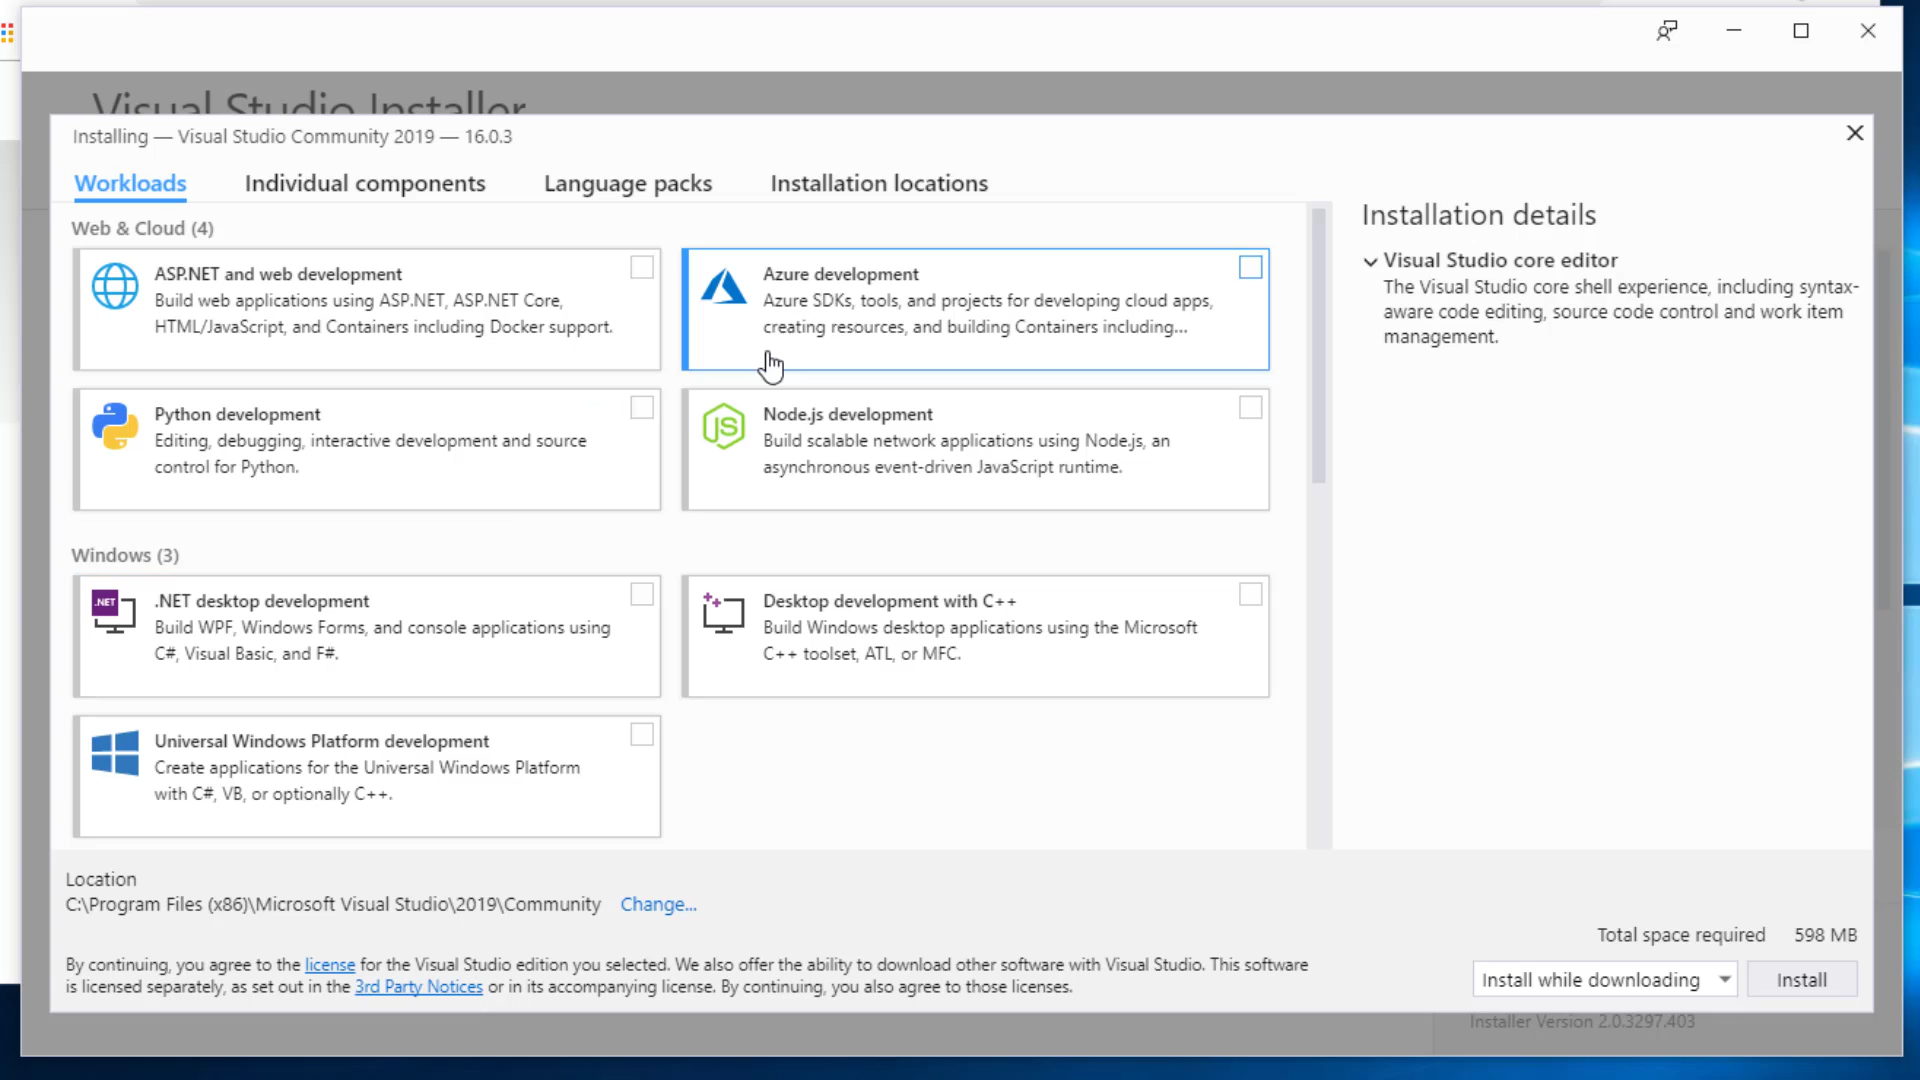 Visual Studio Installer
Installing — Visual Studio Community 2019 — 16.0.3
Workloads
Individual components
Language packs
Installation locations
Web & Cloud (4)
ASP.NET and web development
Build web applications using ASP.NET, ASP.NET Core,
HTML/JavaScript, and Containers including Docker support.
Azure development
Azure SDKs, tools, and projects for developing cloud apps,
creating resources, and building Containers including...
Python development
Editing, debugging, interactive development and source
control for Python.
JS
Node.js development
Build scalable network applications using Node.js, an
asynchronous event-driven JavaScript runtime.
Windows (3)
.NET
.NET desktop development
Build WPF, Windows Forms, and console applications using
C#, Visual Basic, and F#.
Desktop development with C++
Build Windows desktop applications using the Microsoft
C++ toolset, ATL, or MFC.
Universal Windows Platform development
Create applications for the Universal Windows Platform
with C#, VB, or optionally C++.
Installation details
Visual Studio core editor
The Visual Studio core shell experience, including syntax-
aware code editing, source code control and work item
management.
Location
C:\Program Files (x86)\Microsoft Visual Studio\2019\Community Change...
By continuing, you agree to the license for the Visual Studio edition you selected. We also offer the ability to download other software with Visual Studio. This software
is licensed separately, as set out in the 3rd Party Notices or in its accompanying license. By continuing, you also agree to those licenses.
Total space required 598 MB
Install while downloading
Install
Installer Version 2.0.3297.403